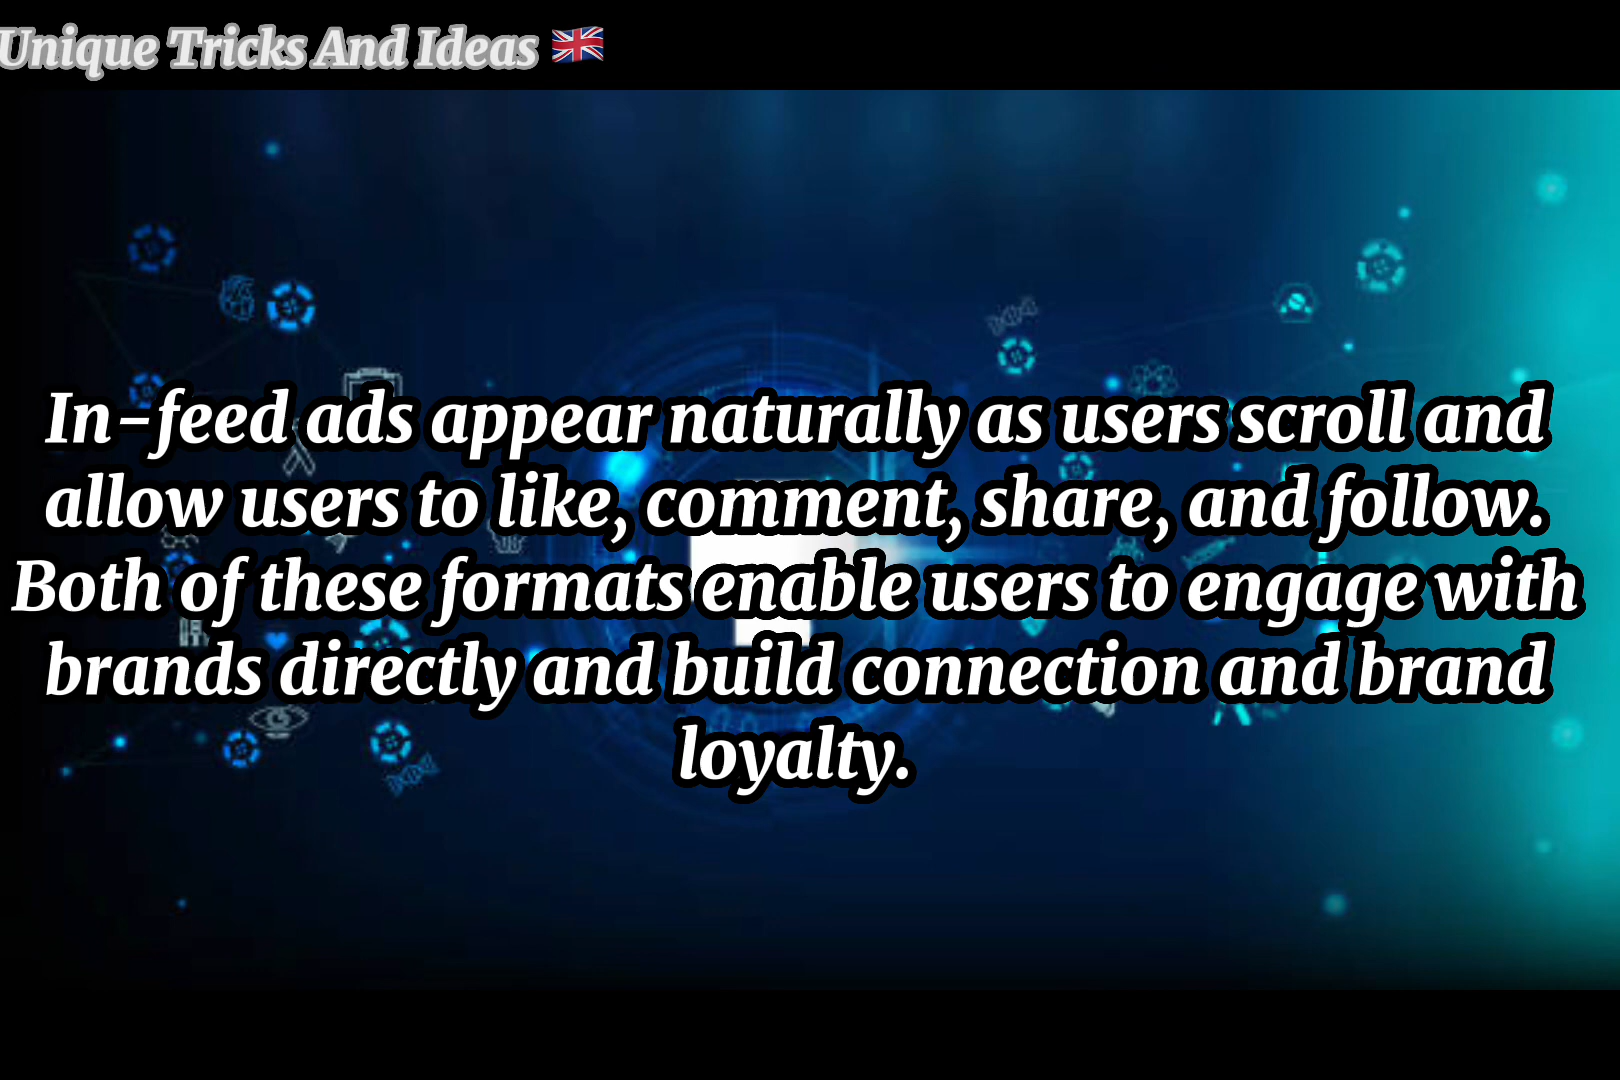 Unique Tricks And Ideas 🇬🇧
In-feed ads appear naturally as users scroll and
allow users to like, comment, share, and follow.
Both of these formats enable users to engage with
brands directly and build connection and brand
loyalty.